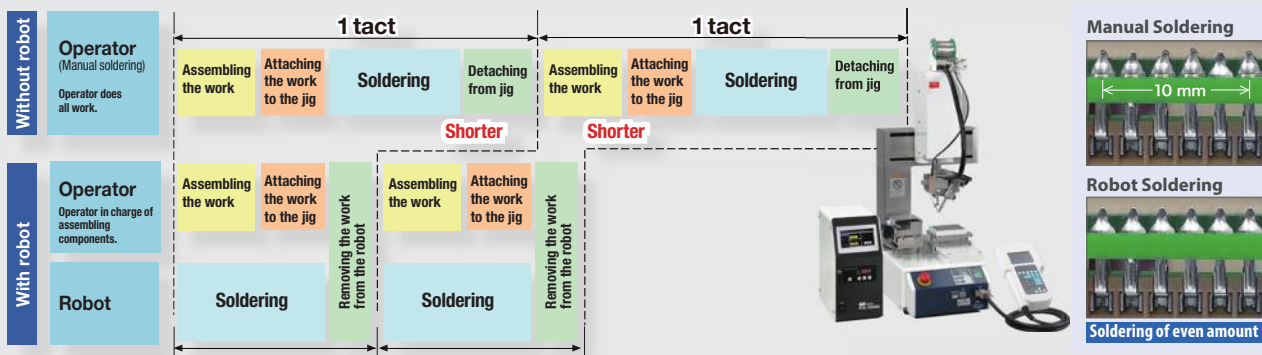 Without robot
Operator
(Manual soldering)
Operator does
all work.
1 tact
1 tact
Assembling
the work
Attaching
the work
to the jig
Soldering
Detaching
from jig
Assembling
the work
Attaching
the work
to the jig
Soldering
Detaching
from jig
Shorter
Shorter
With robot
Operator
Operator in charge of
assembling
components.
Assembling
the work
Attaching
the work
to the jig
Removing the work
from the robot
Assembling
the work
Attaching
the work
to the jig
Removing the work
from the robot
Robot
Soldering
Soldering
Manual Soldering
10 mm
Robot Soldering
Soldering of even amount